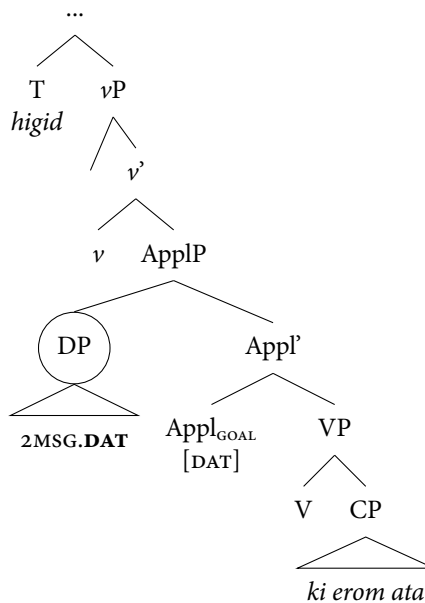 ...
T vP
higid
v’
v ApplP
DP Appl’
2MSG.DAT ApplGOAL VP
[DAT]
V CP
ki erom ata